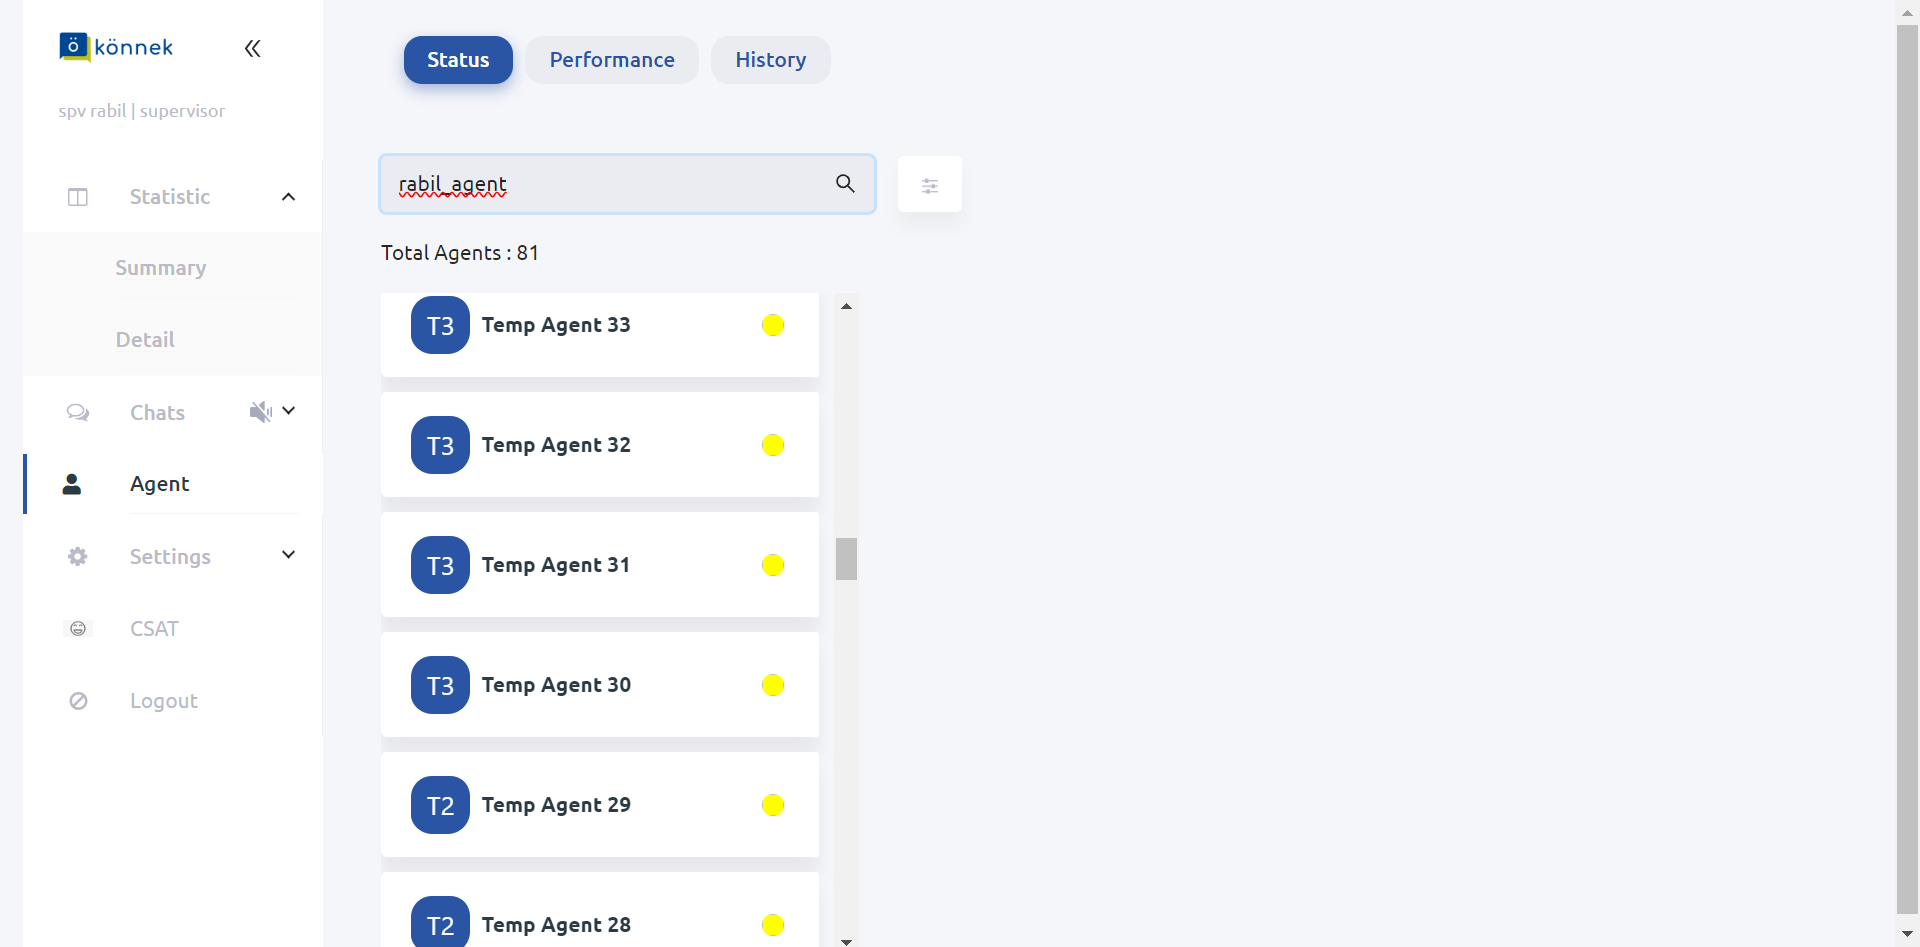 ö könnek
spv rabil | supervisor
Statistic
Summary
Detail
Chats
Agent
Settings
CSAT
Logout
Status
Performance
History
rabil_agent
Total Agents : 81
T3 Temp Agent 33
T3 Temp Agent 32
T3 Temp Agent 31
T3 Temp Agent 30
T2 Temp Agent 29
T2 Temp Agent 28